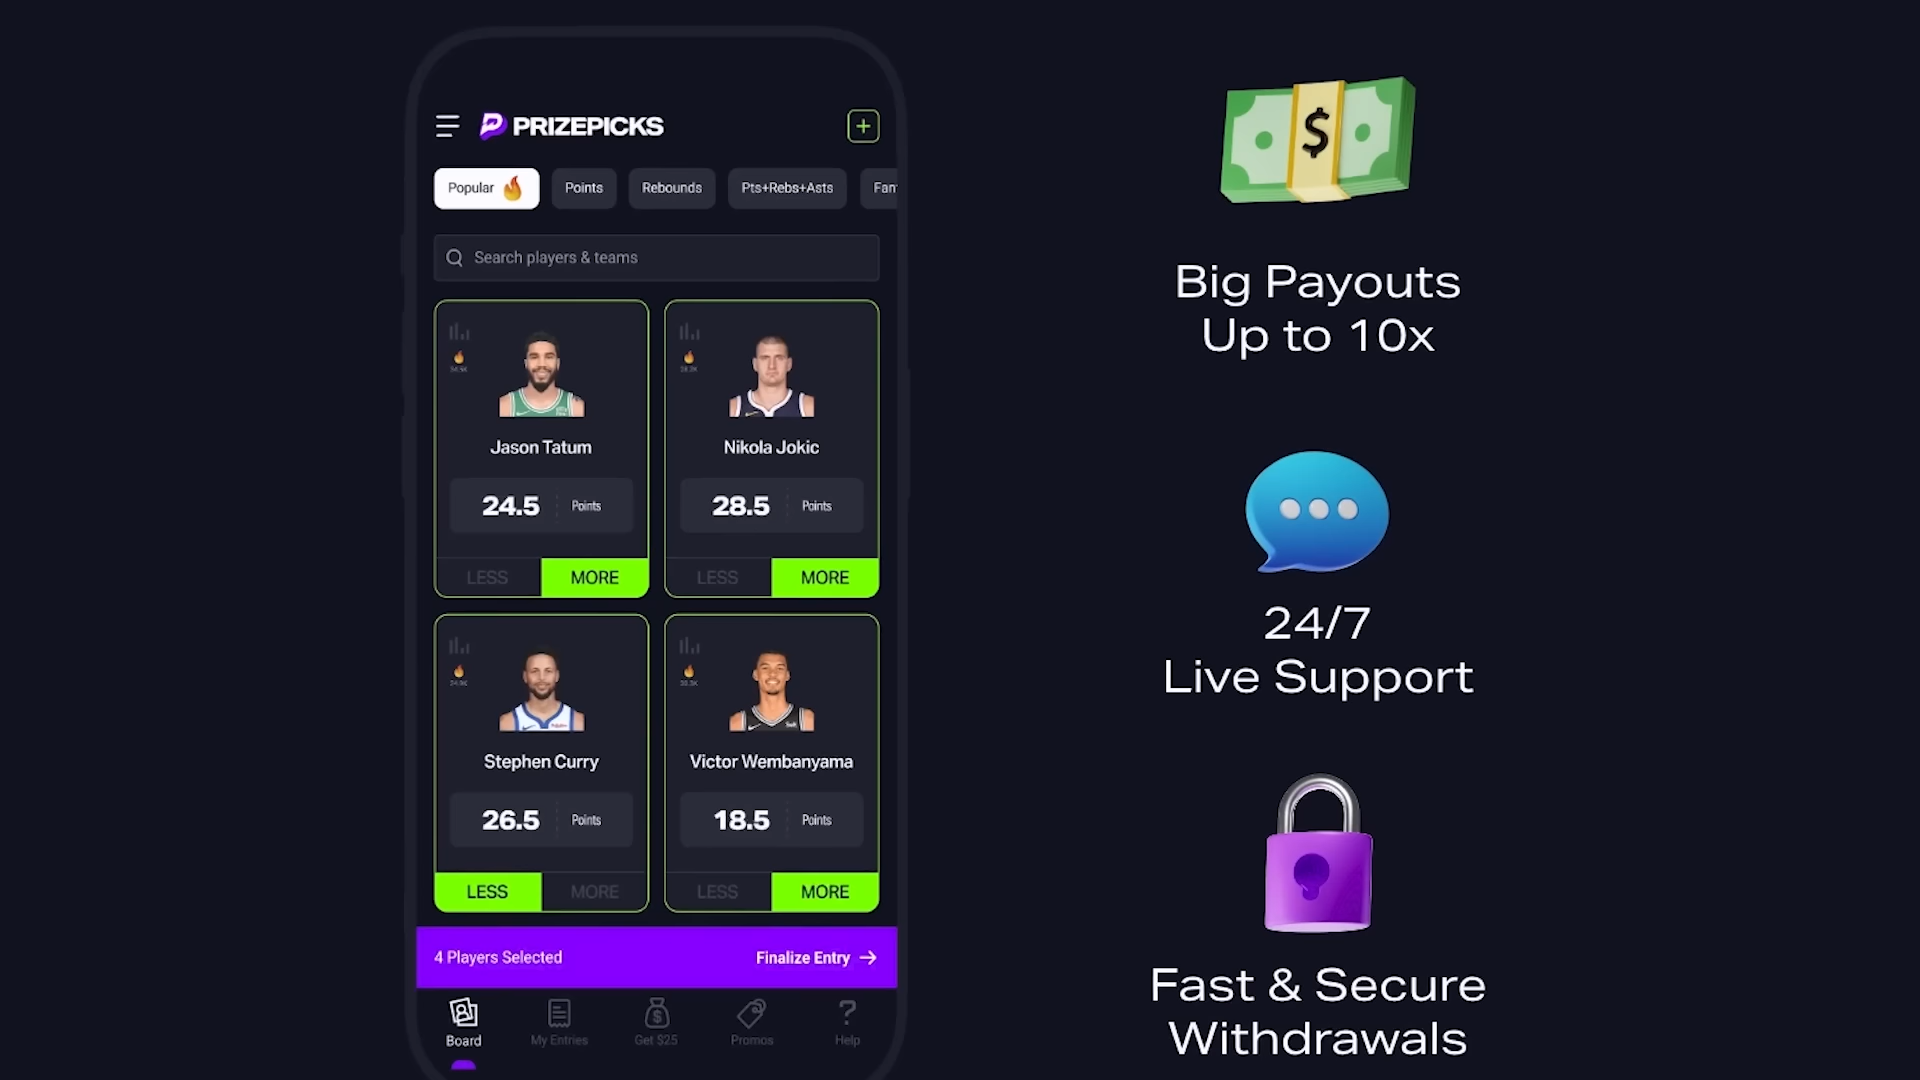 PRIZEPICKS
Popular
Points
Rebounds
Pts+Rebs+Asts
Search players & teams
Jason Tatum
24.5 Points
LESS MORE
Nikola Jokic
28.5 Points
LESS MORE
Stephen Curry
26.5 Points
LESS MORE
Victor Wembanyama
18.5 Points
LESS MORE
4 Players Selected
Finalize Entry
Board
My Entries
Get $25
Promos
Help
Big Payouts
Up to 10x
24/7
Live Support
Fast & Secure
Withdrawals